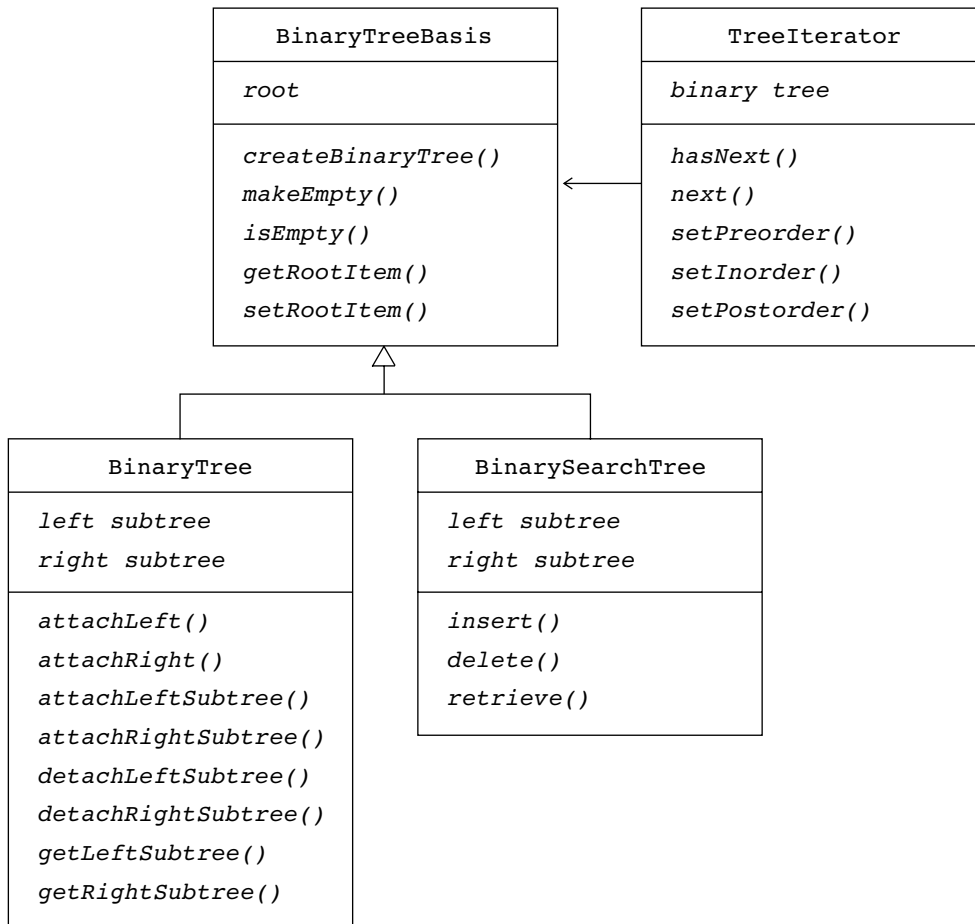 BinaryTreeBasis
root
createBinaryTree()
makeEmpty()
isEmpty()
getRootItem()
setRootItem()
TreeIterator
binary tree
hasNext()
next()
setPreorder()
setInorder()
setPostorder()
BinaryTree
left subtree
right subtree
attachLeft()
attachRight()
attachLeftSubtree()
attachRightSubtree()
detachLeftSubtree()
detachRightSubtree()
getLeftSubtree()
getRightSubtree()
BinarySearchTree
left subtree
right subtree
insert()
delete()
retrieve()